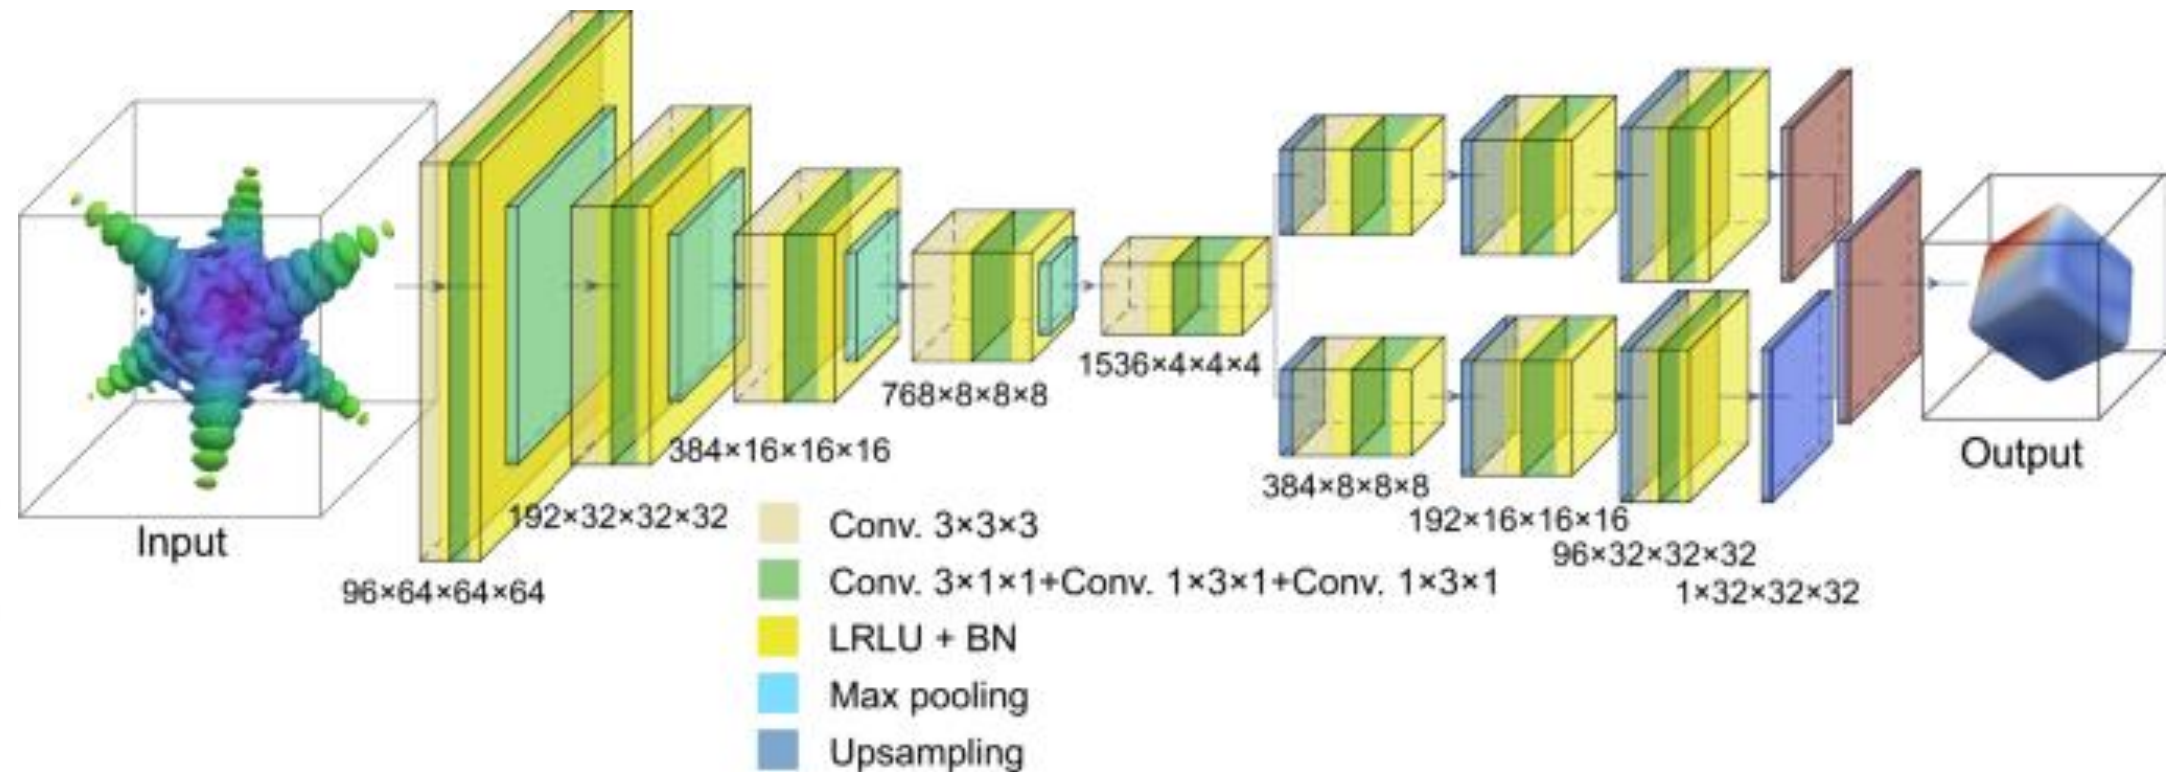 Input
96×64×64×64
192×32×32×32
384×16×16×16
768×8×8×8
1536×4×4×4
384×8×8×8
192×16×16×16
96×32×32×32
1×32×32×32
Output
Conv. 3×3×3
Conv. 3×1×1+Conv. 1×3×1+Conv. 1×3×1
LRLU + BN
Max pooling
Upsampling